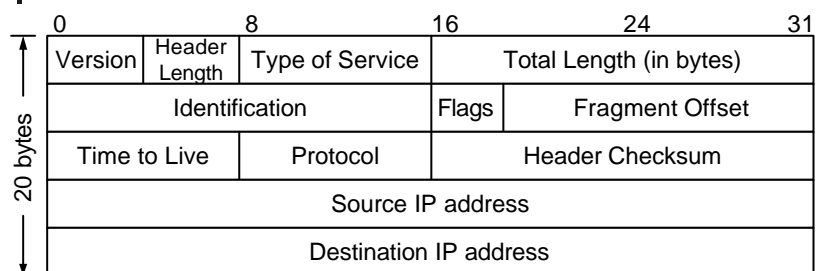 0 8 16 24 31
Version Header Length Type of Service Total Length (in bytes)
Identification Flags Fragment Offset
Time to Live Protocol Header Checksum
Source IP address
Destination IP address
20 bytes